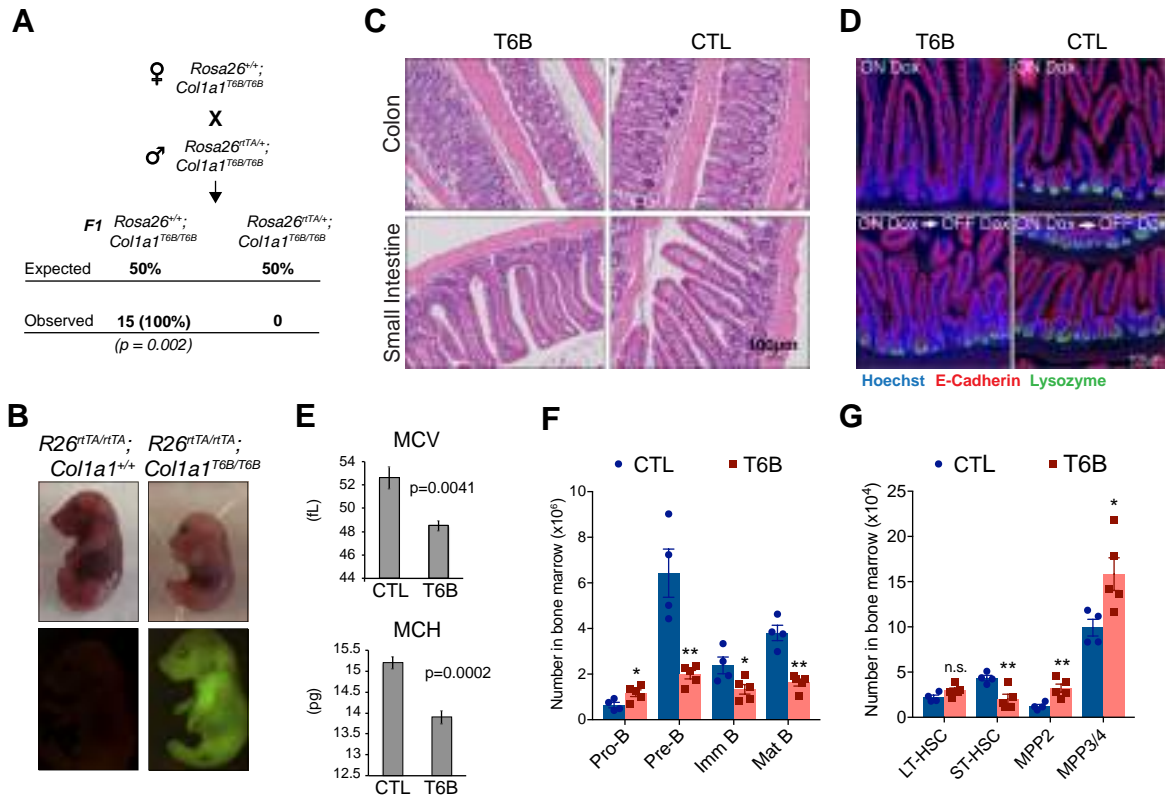 A
♀ Rosa26+/+;
Col1a1T6B/T6B
X
♂ Rosa26rtTA/+;
Col1a1T6B/T6B
F1 Rosa26+/+; Rosa26rtTA/+;
Col1a1T6B/T6B Col1a1T6B/T6B
Expected 50% 50%
Observed 15 (100%) 0
(p = 0.002)
B
R26rtTA/rtTA; R26rtTA/rtTA;
Col1a1+/+ Col1a1T6B/T6B
C
T6B CTL
Colon
Small Intestine
100μm
D
T6B CTL
ON Dox ON Dox
ON Dox → OFF Dox ON Dox → OFF Dox
Hoechst E-Cadherin Lysozyme
E
MCV
(fL)
54
52
50
48
46
44
p=0.0041
CTL T6B
MCH
(pg)
15.5
15
14.5
14
13.5
13
12.5
p=0.0002
CTL T6B
F
CTL T6B
Number in bone marrow (x10⁶)
10
8
6
4
2
0
* ** * **
Pro-B Pre-B Imm B Mat B
G
CTL T6B
Number in bone marrow (x10⁴)
25
20
15
10
5
0
n.s. ** ** *
LT-HSC ST-HSC MPP2 MPP3/4